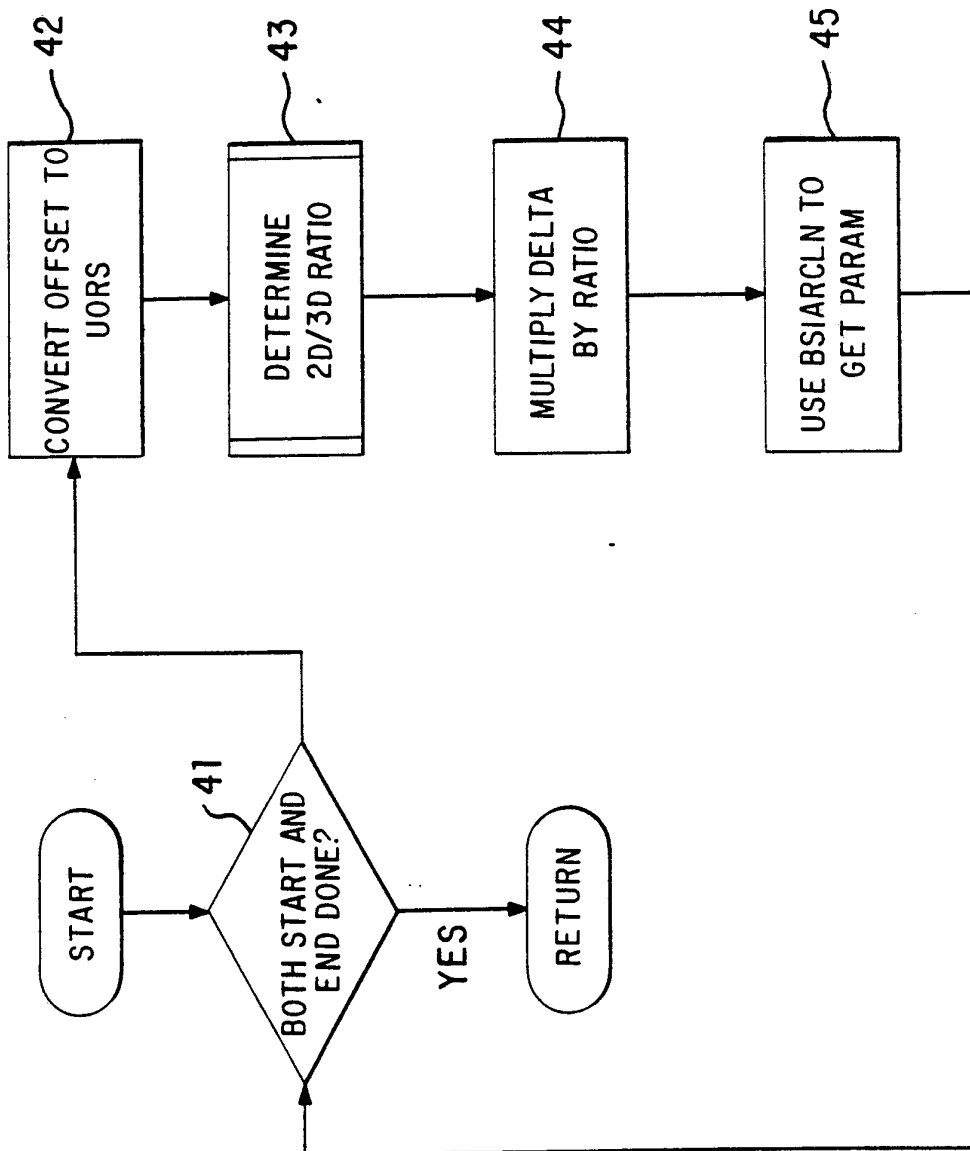 START
41
BOTH START AND
END DONE?
YES
RETURN
42
CONVERT OFFSET TO
UORS
43
DETERMINE
2D/3D RATIO
44
MULTIPLY DELTA
BY RATIO
45
USE BSIARCLN TO
GET PARAM